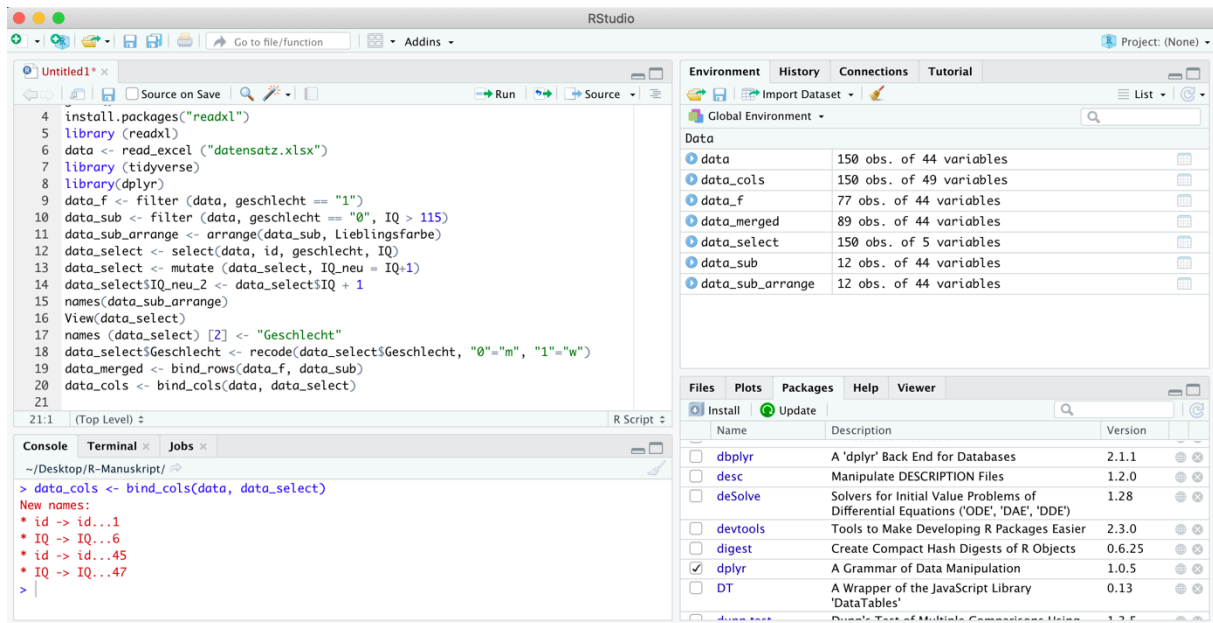 RStudio
Go to file/function Addins Project: (None)
Untitled1*
Source on Save Run Source
4 install.packages("readxl")
5 library (readxl)
6 data <- read_excel ("datensatz.xlsx")
7 library (tidyverse)
8 library(dplyr)
9 data_f <- filter (data, geschlecht == "1")
10 data_sub <- filter (data, geschlecht == "0", IQ > 115)
11 data_sub_arrange <- arrange(data_sub, Lieblingsfarbe)
12 data_select <- select(data, id, geschlecht, IQ)
13 data_select <- mutate (data_select, IQ_neu = IQ+1)
14 data_select$IQ_neu_2 <- data_select$IQ + 1
15 names(data_sub_arrange)
16 View(data_select)
17 names (data_select) [2] <- "Geschlecht"
18 data_select$Geschlecht <- recode(data_select$Geschlecht, "0"="m", "1"="w")
19 data_merged <- bind_rows(data_f, data_sub)
20 data_cols <- bind_cols(data, data_select)
21
21:1 (Top Level) R Script
Console Terminal Jobs
~/Desktop/R-Manuskript/
> data_cols <- bind_cols(data, data_select)
New names:
* id -> id...1
* IQ -> IQ...6
* id -> id...45
* IQ -> IQ...47
>
Environment History Connections Tutorial
Import Dataset List
Global Environment
Data
data 150 obs. of 44 variables
data_cols 150 obs. of 49 variables
data_f 77 obs. of 44 variables
data_merged 89 obs. of 44 variables
data_select 150 obs. of 5 variables
data_sub 12 obs. of 44 variables
data_sub_arrange 12 obs. of 44 variables
Files Plots Packages Help Viewer
Install Update
Name Description Version
dbplyr A 'dplyr' Back End for Databases 2.1.1
desc Manipulate DESCRIPTION Files 1.2.0
deSolve Solvers for Initial Value Problems of 1.28
Differential Equations ('ODE', 'DAE', 'DDE')
devtools Tools to Make Developing R Packages Easier 2.3.0
digest Create Compact Hash Digests of R Objects 0.6.25
dplyr A Grammar of Data Manipulation 1.0.5
DT A Wrapper of the JavaScript Library 0.13
'DataTables'
dunn.test Dunn's Test of Multiple Comparisons Using 1.3.5